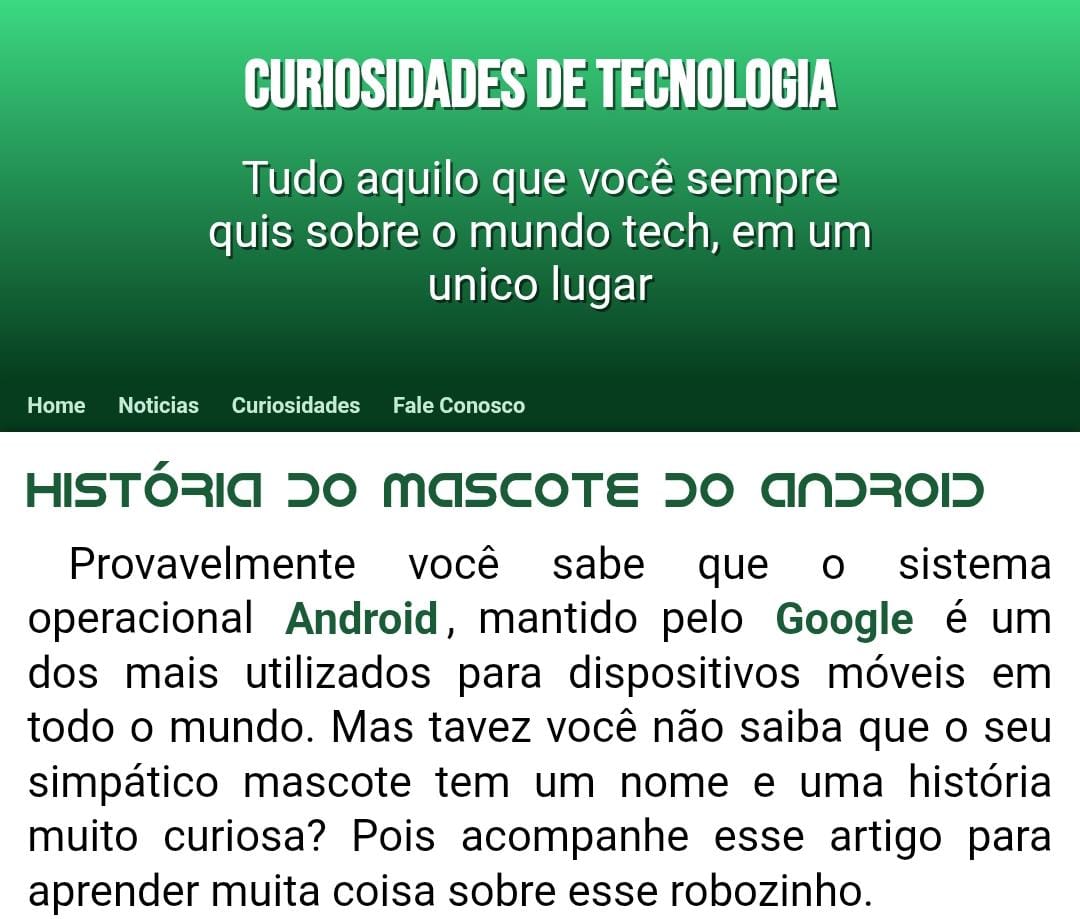 CURIOSIDADES DE TECNOLOGIA
Tudo aquilo que você sempre
quis sobre o mundo tech, em um
unico lugar
Home Noticias Curiosidades Fale Conosco
HISTÓRIA DO MASCOTE DO ANDROID
Provavelmente você sabe que o sistema
operacional Android, mantido pelo Google é um
dos mais utilizados para dispositivos móveis em
todo o mundo. Mas tavez você não saiba que o seu
simpático mascote tem um nome e uma história
muito curiosa? Pois acompanhe esse artigo para
aprender muita coisa sobre esse robozinho.